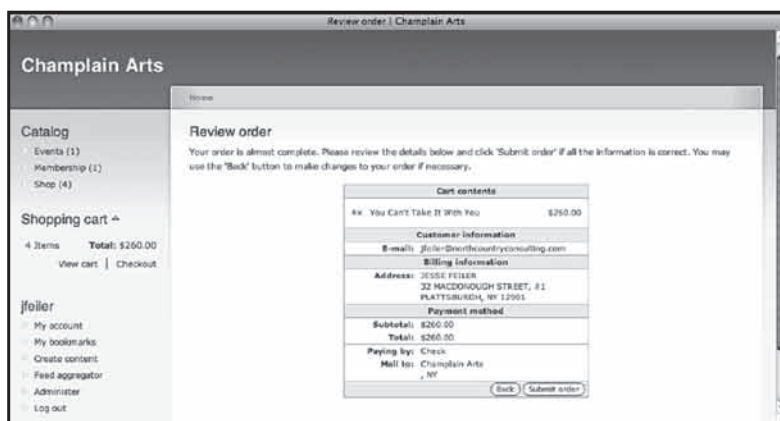 Review order | Champlain Arts
Champlain Arts
Home
Catalog
Events (1)
Membership (1)
Shop (4)
Shopping cart
4 Items Total: $260.00
View cart | Checkout
jfeiler
My account
My bookmarks
Create content
Feed aggregator
Administer
Log out
Review order
Your order is almost complete. Please review the details below and click 'Submit order' if all the information is correct. You may
use the 'Back' button to make changes to your order if necessary.
Cart contents
4x You Can't Take It With You $260.00
Customer information
E-mail: jfeiler@northcountryconsulting.com
Billing information
Address: JESSE FEILER
32 MACDONOUGH STREET, #1
PLATTSBURGH, NY 12901
Payment method
Subtotal: $260.00
Total: $260.00
Paying by: Check
Mail to: Champlain Arts
, NY
Back Submit order